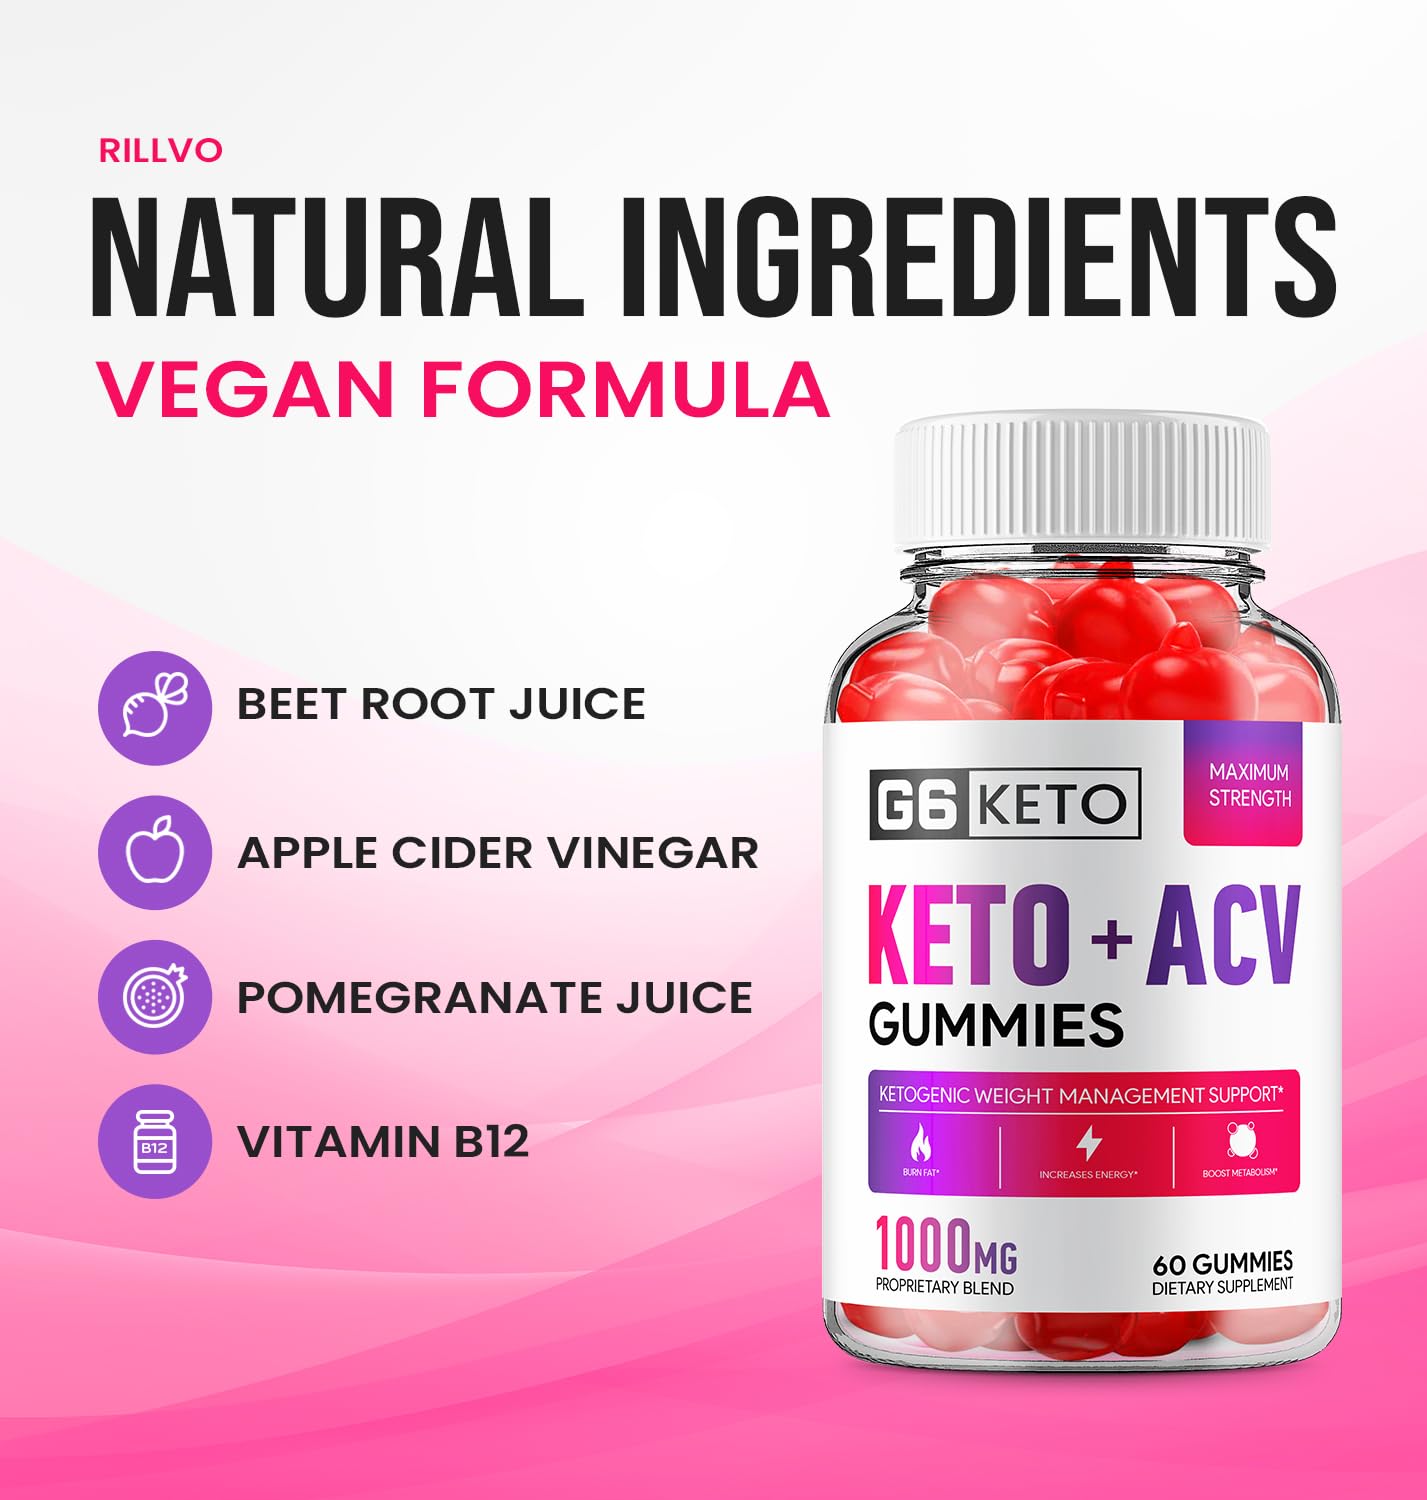 RILLVO
NATURAL INGREDIENTS
VEGAN FORMULA
BEET ROOT JUICE
APPLE CIDER VINEGAR
POMEGRANATE JUICE
B12
VITAMIN B12
G6 KETO
MAXIMUM
STRENGTH
KETO + ACV
GUMMIES
KETOGENIC WEIGHT MANAGEMENT SUPPORT*
BURN FAT*
INCREASES ENERGY*
BOOST METABOLISM*
1000MG
PROPRIETARY BLEND
60 GUMMIES
DIETARY SUPPLEMENT